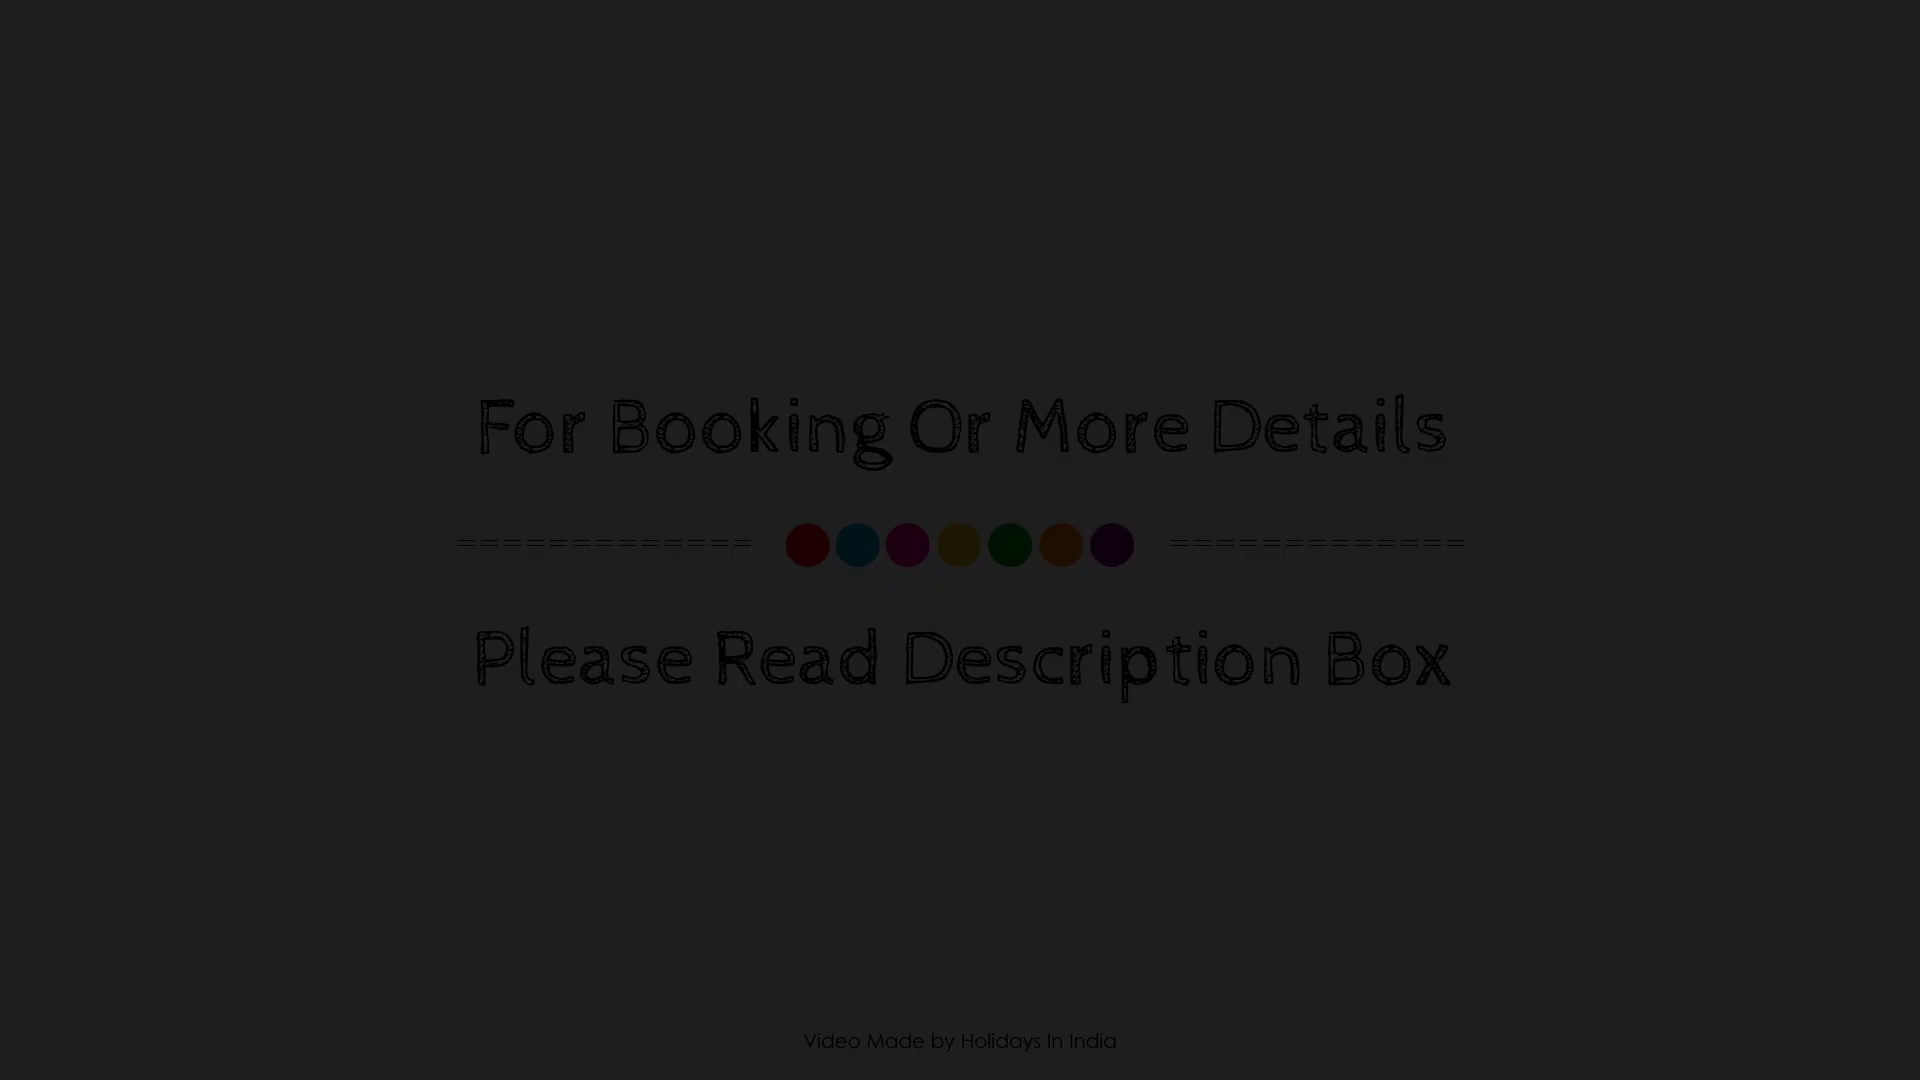 For Booking Or More Details
============= =============
Please Read Description Box
Video Made by Holidays In India